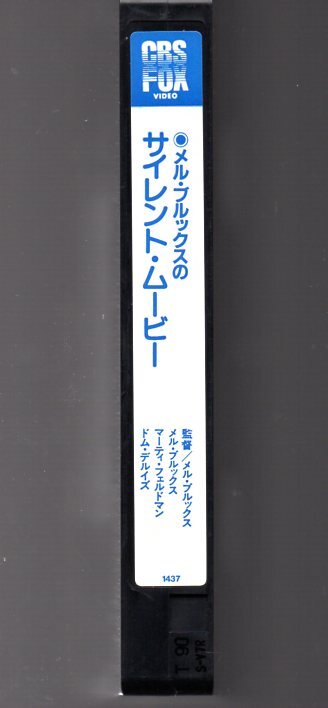 CBS
FOX
VIDEO
◉メル・ブルックスの
サイレント・ムービー
監督/メル・ブルックス
メル・ブルックス
マーティ・フェルドマン
ドム・デルイズ
1437
T 90
S-V7R